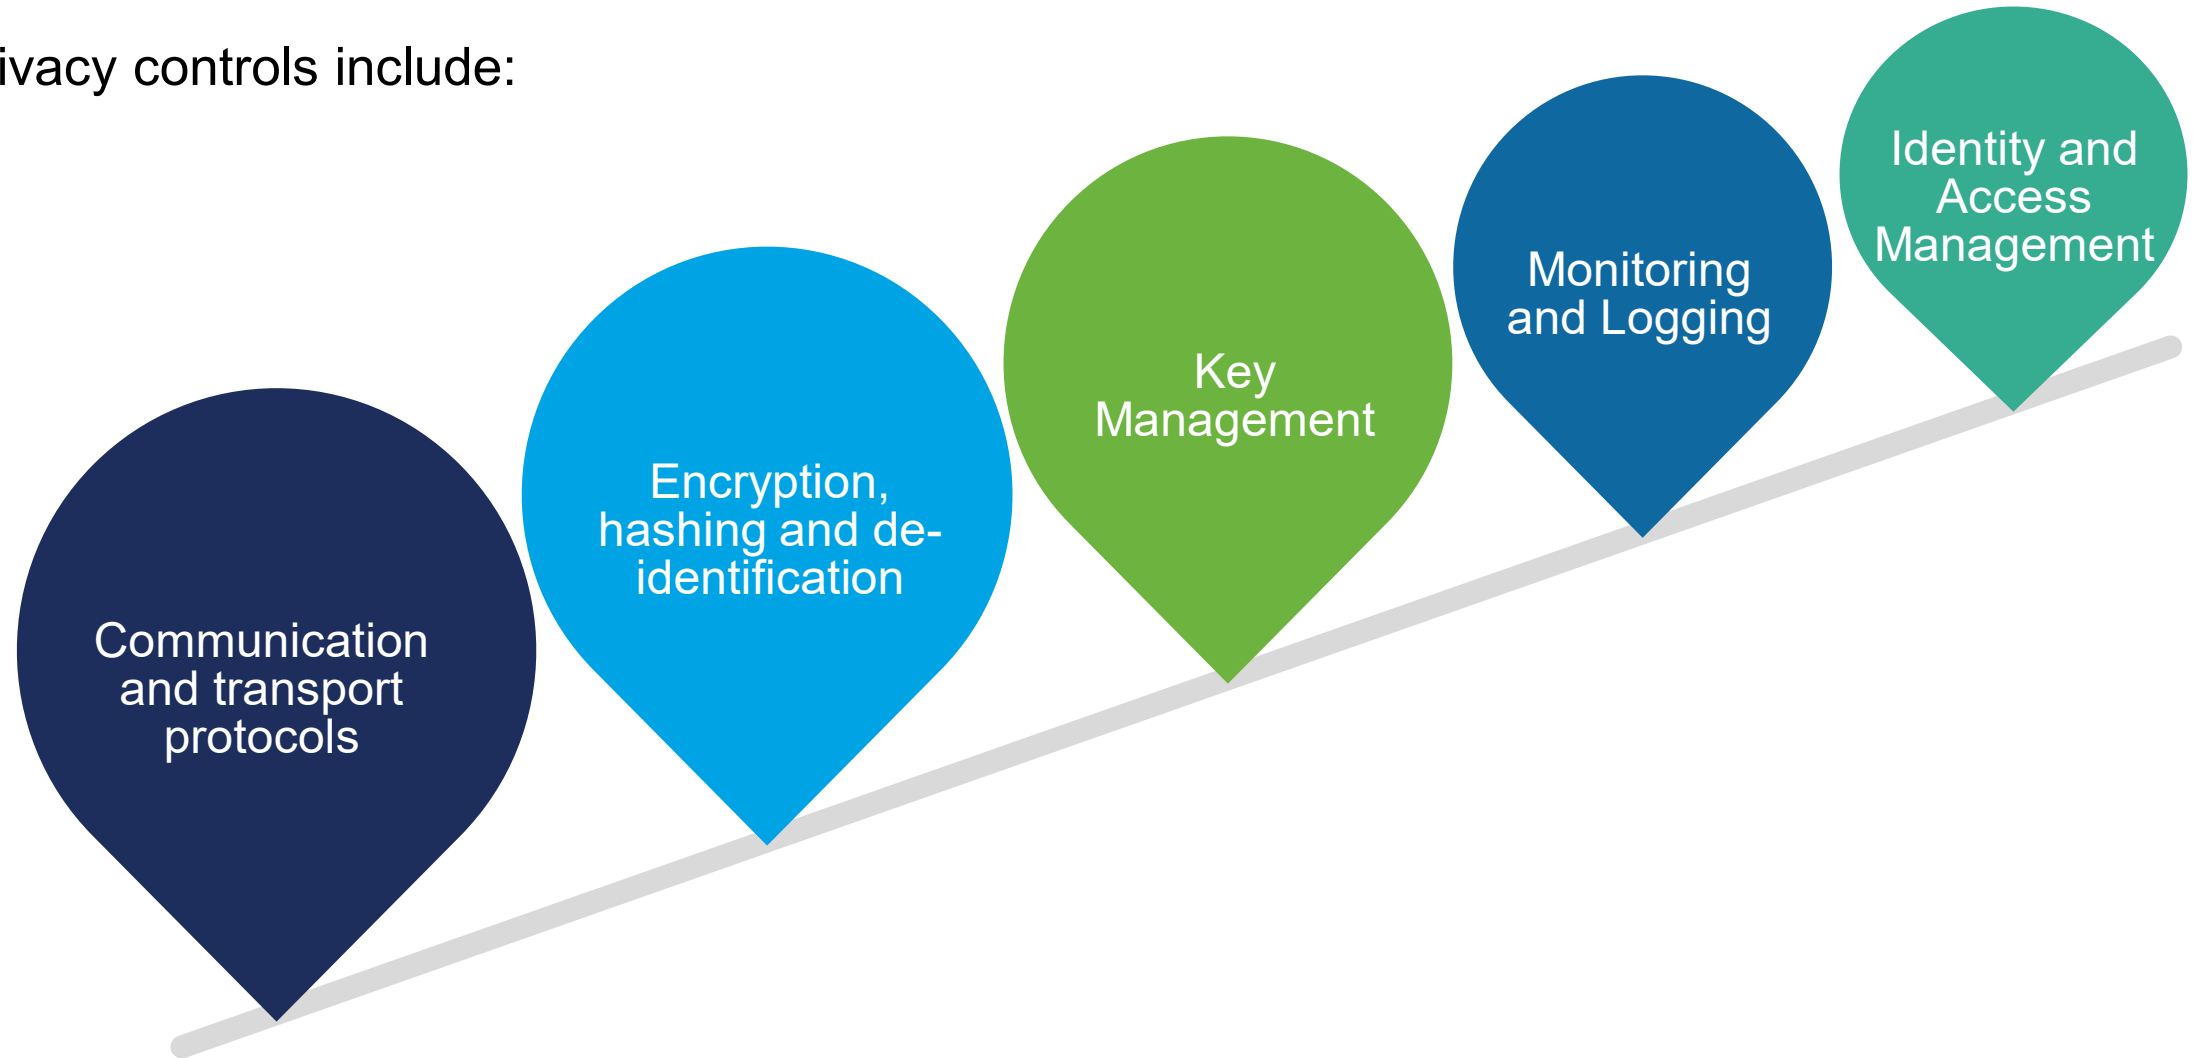 ivacy controls include:
Communication
and transport
protocols
Encryption,
hashing and de-
identification
Key
Management
Monitoring
and Logging
Identity and
Access
Management